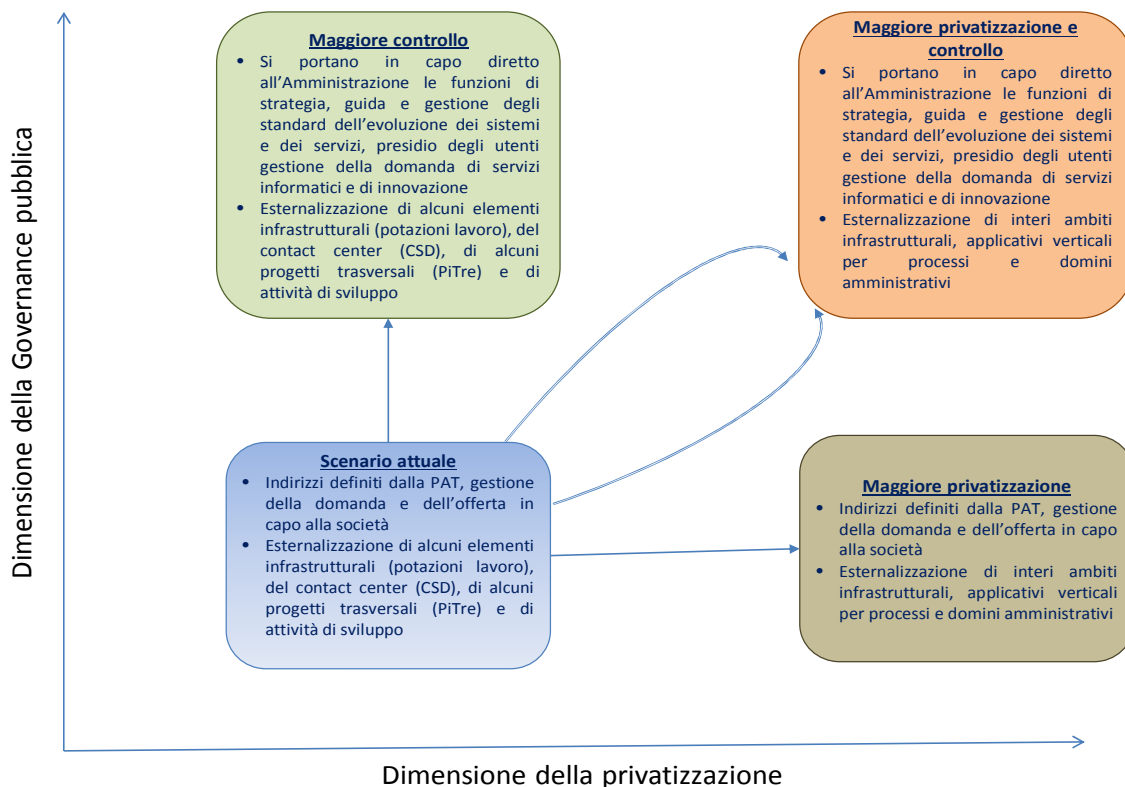 Dimensione della Governance pubblica
Maggiore controllo
• Si portano in capo diretto
all'Amministrazione le funzioni di
strategia, guida e gestione degli
standard dell'evoluzione dei sistemi
e dei servizi, presidio degli utenti
gestione della domanda di servizi
informatici e di innovazione
• Esternalizzazione di alcuni elementi
infrastrutturali (potazioni lavoro), del
contact center (CSD), di alcuni
progetti trasversali (PiTre) e di
attività di sviluppo
Maggiore privatizzazione e
controllo
• Si portano in capo diretto
all'Amministrazione le funzioni di
strategia, guida e gestione degli
standard dell'evoluzione dei sistemi
e dei servizi, presidio degli utenti
gestione della domanda di servizi
informatici e di innovazione
• Esternalizzazione di interi ambiti
infrastrutturali, applicativi verticali
per processi e domini
amministrativi
Scenario attuale
• Indirizzi definiti dalla PAT, gestione
della domanda e dell'offerta in
capo alla società
• Esternalizzazione di alcuni elementi
infrastrutturali (potazioni lavoro),
del contact center (CSD), di alcuni
progetti trasversali (PiTre) e di
attività di sviluppo
Maggiore privatizzazione
• Indirizzi definiti dalla PAT, gestione
della domanda e dell'offerta in capo
alla società
• Esternalizzazione di interi ambiti
infrastrutturali, applicativi verticali
per processi e domini amministrativi
Dimensione della privatizzazione